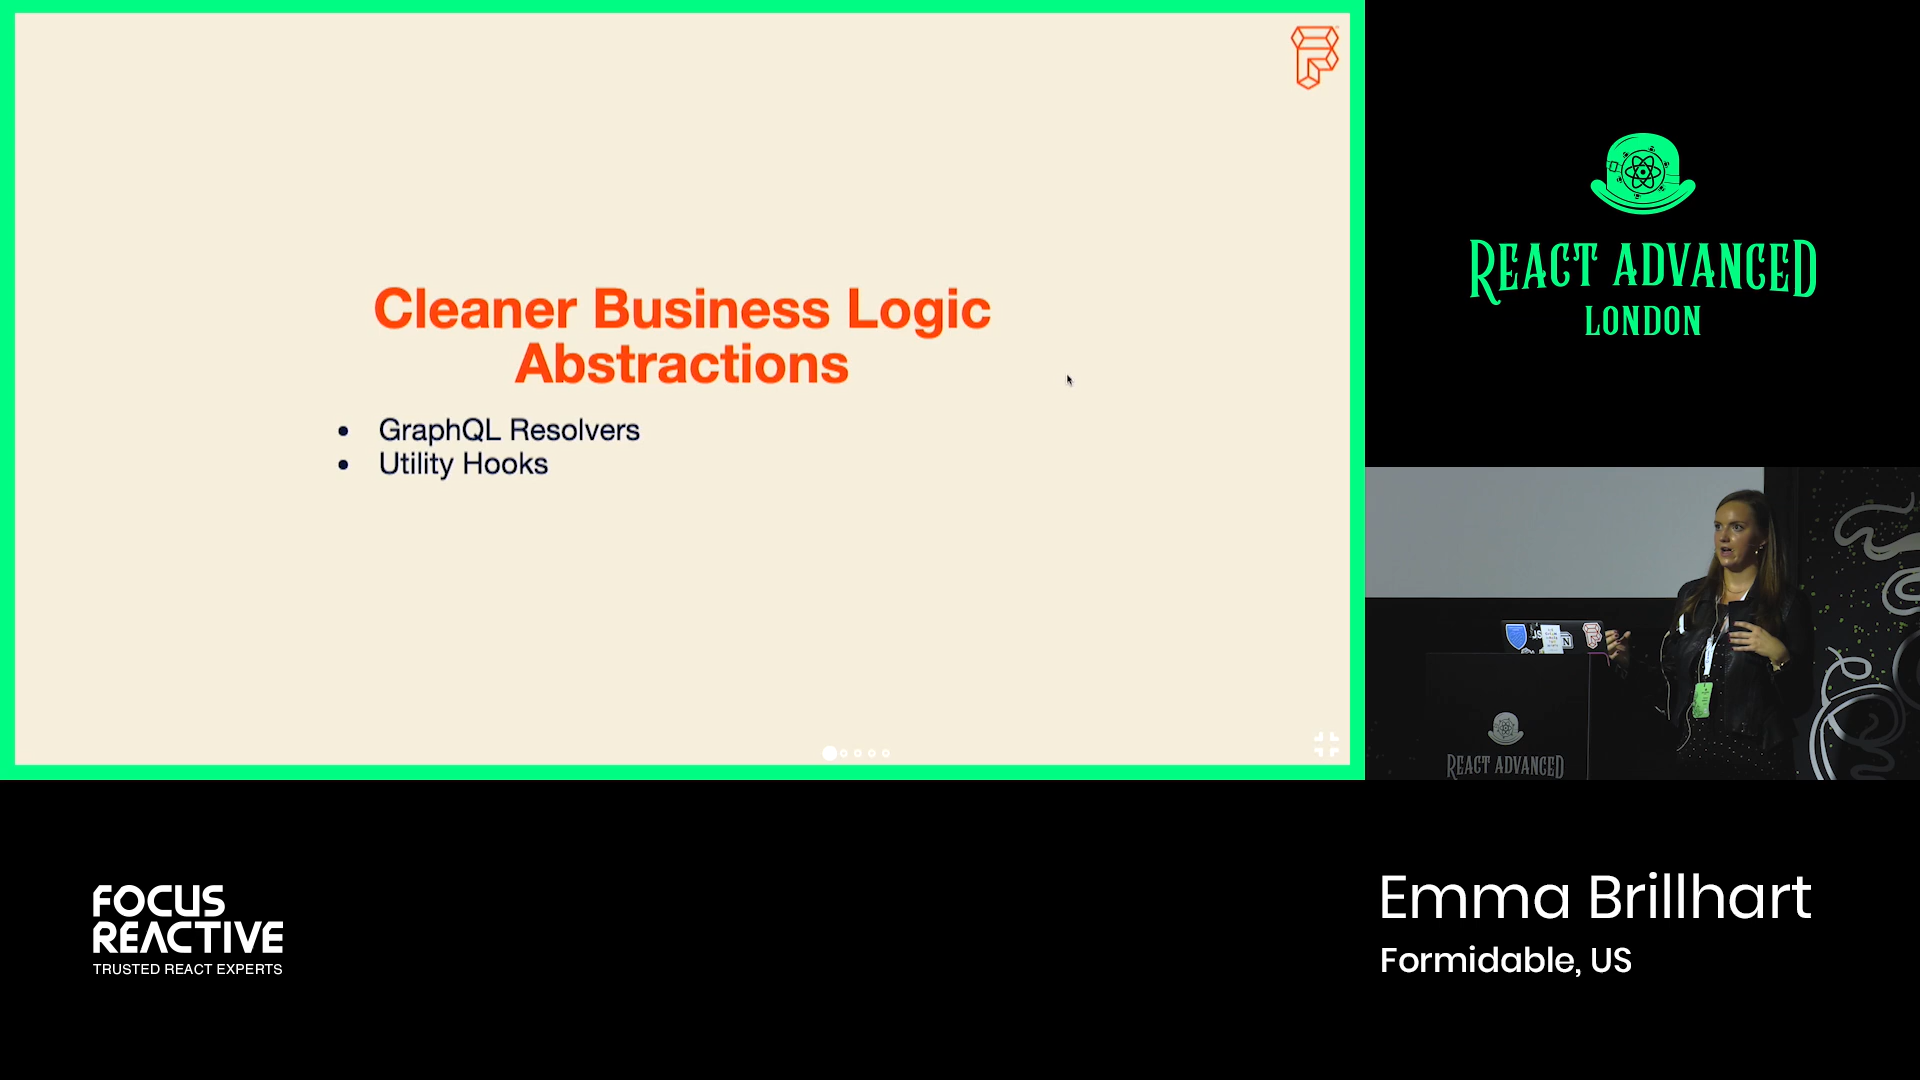 Cleaner Business Logic
Abstractions
• GraphQL Resolvers
• Utility Hooks
REACT ADVANCED
LONDON
JS
REACT ADVANCED
FOCUS
REACTIVE
TRUSTED REACT EXPERTS
Emma Brillhart
Formidable, US